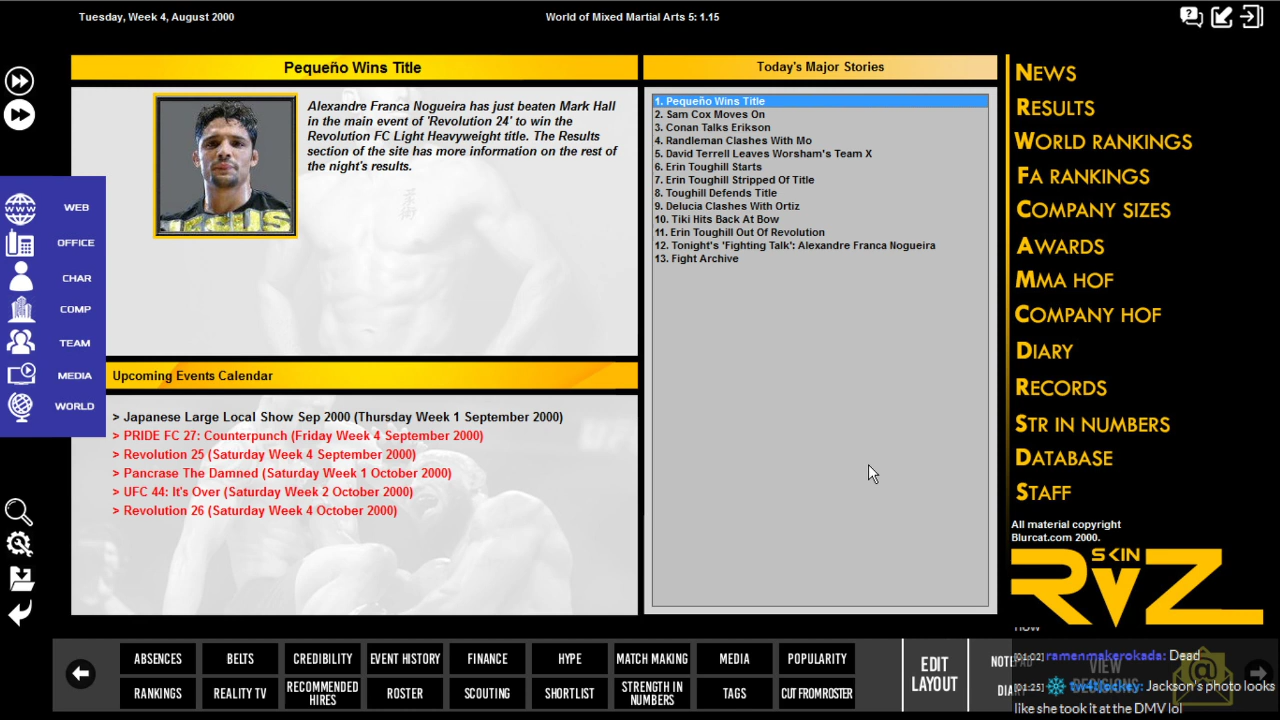 Tuesday, Week 4, August 2000
World of Mixed Martial Arts 5: 1.15
Pequeño Wins Title
Alexandre Franca Nogueira has just beaten Mark Hall
in the main event of 'Revolution 24' to win the
Revolution FC Light Heavyweight title. The Results
section of the site has more information on the rest of
the night's results.
Today's Major Stories
1. Pequeño Wins Title
2. Sam Cox Moves On
3. Conan Talks Erikson
4. Randleman Clashes With Mo
5. David Terrell Leaves Worsham's Team X
6. Erin Toughill Starts
7. Erin Toughill Stripped Of Title
8. Toughill Defends Title
9. Delucia Clashes With Ortiz
10. Tiki Hits Back At Bow
11. Erin Toughill Out Of Revolution
12. Tonight's 'Fighting Talk': Alexandre Franca Nogueira
13. Fight Archive
NEWS
RESULTS
WORLD RANKINGS
FA RANKINGS
COMPANY SIZES
AWARDS
MMA HOF
COMPANY HOF
DIARY
RECORDS
STR IN NUMBERS
DATABASE
STAFF
All material copyright
Blurcat.com 2000.
SKIN
RVZ
WWW
WEB
OFFICE
CHAR
COMP
TEAM
MEDIA
WORLD
Upcoming Events Calendar
> Japanese Large Local Show Sep 2000 (Thursday Week 1 September 2000)
> PRIDE FC 27: Counterpunch (Friday Week 4 September 2000)
> Revolution 25 (Saturday Week 4 September 2000)
> Pancrase The Damned (Saturday Week 1 October 2000)
> UFC 44: It's Over (Saturday Week 2 October 2000)
> Revolution 26 (Saturday Week 4 October 2000)
ABSENCES
BELTS
CREDIBILITY
EVENT HISTORY
FINANCE
HYPE
MATCH MAKING
MEDIA
POPULARITY
RANKINGS
REALITY TV
RECOMMENDED
HIRES
ROSTER
SCOUTING
SHORTLIST
STRENGTH IN
NUMBERS
TAGS
CUT FROM ROSTER
EDIT
LAYOUT
VIEW
DECISIONS
[01:02] ramenmakerokada: Dead
[01:25] Jackson's photo looks
like she took it at the DMV lol